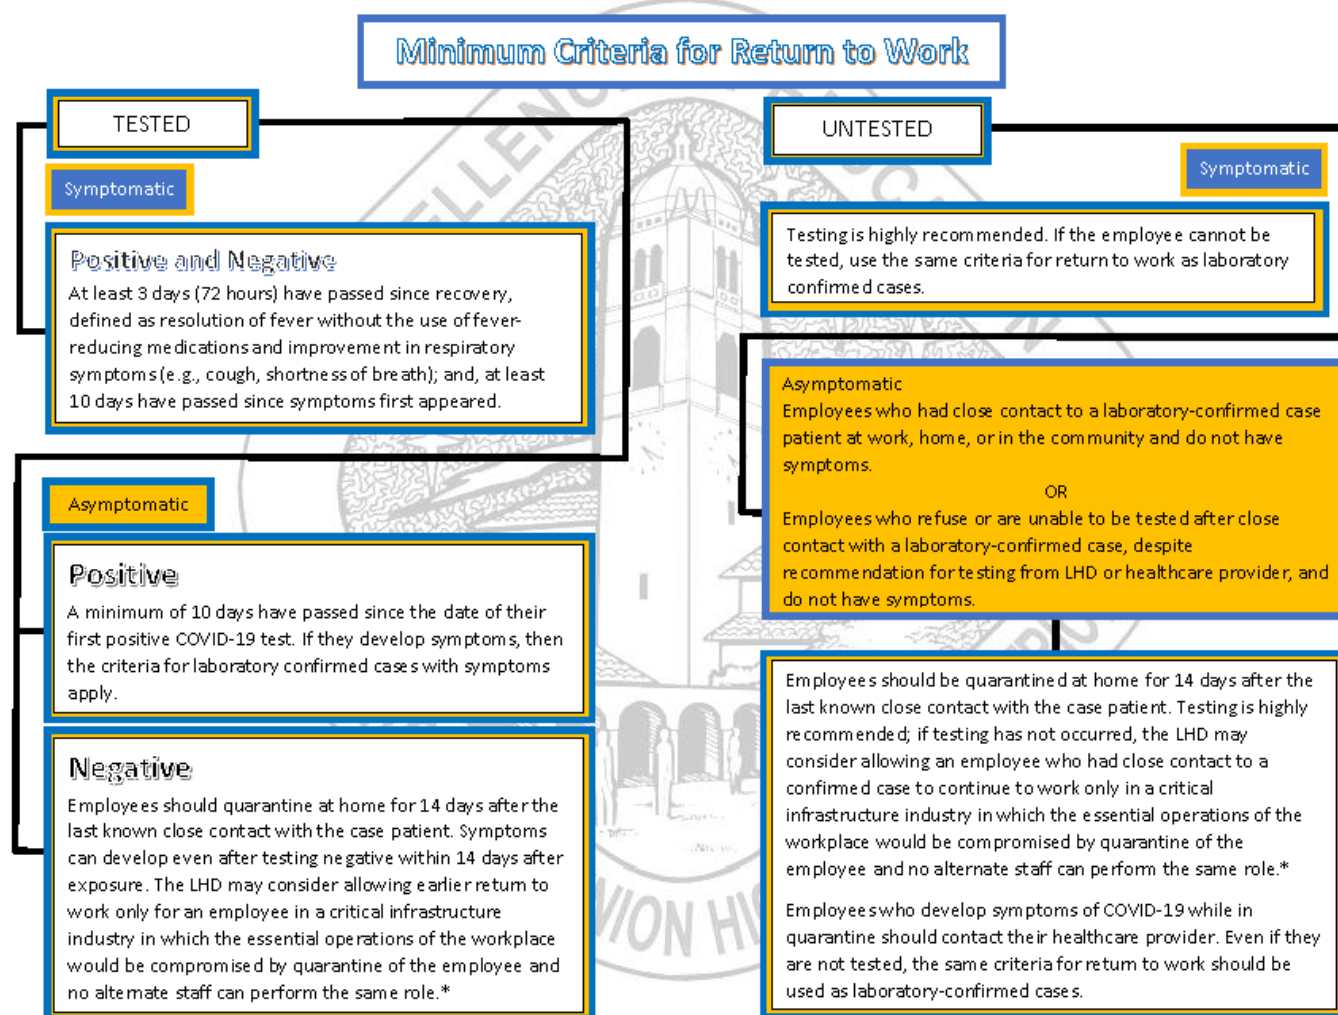 Minimum Criteria for Return to Work
TESTED
Symptomatic
Positive and Negative
At least 3 days (72 hours) have passed since recovery,
defined as resolution of fever without the use of fever-
reducing medications and improvement in respiratory
symptoms (e.g., cough, shortness of breath); and, at least
10 days have passed since symptoms first appeared.
Asymptomatic
Positive
A minimum of 10 days have passed since the date of their
first positive COVID-19 test. If they develop symptoms, then
the criteria for laboratory confirmed cases with symptoms
apply.
Negative
Employees should quarantine at home for 14 days after the
last known close contact with the case patient. Symptoms
can develop even after testing negative within 14 days after
exposure. The LHD may consider allowing earlier return to
work only for an employee in a critical infrastructure
industry in which the essential operations of the workplace
would be compromised by quarantine of the employee and
no alternate staff can perform the same role.*
UNTESTED
Symptomatic
Testing is highly recommended. If the employee cannot be
tested, use the same criteria for return to work as laboratory
confirmed cases.
Asymptomatic
Employees who had close contact to a laboratory-confirmed case
patient at work, home, or in the community and do not have
symptoms.
OR
Employees who refuse or are unable to be tested after close
contact with a laboratory-confirmed case, despite
recommendation for testing from LHD or healthcare provider, and
do not have symptoms.
Employees should be quarantined at home for 14 days after the
last known close contact with the case patient. Testing is highly
recommended; if testing has not occurred, the LHD may
consider allowing an employee who had close contact to a
confirmed case to continue to work only in a critical
infrastructure industry in which the essential operations of the
workplace would be compromised by quarantine of the
employee and no alternate staff can perform the same role.*
Employees who develop symptoms of COVID-19 while in
quarantine should contact their healthcare provider. Even if they
are not tested, the same criteria for return to work should be
used as laboratory-confirmed cases.